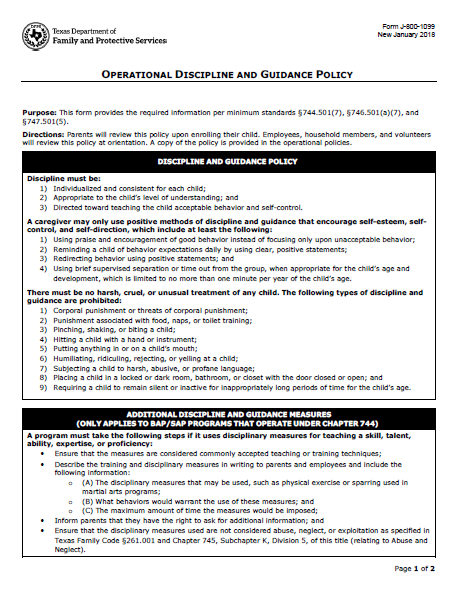 Texas Department of
Family and Protective Services
Form J-800-1099
New January 2018
OPERATIONAL DISCIPLINE AND GUIDANCE POLICY
Purpose: This form provides the required information per minimum standards §744.501(7), §746.501(a)(7), and
§747.501(5).
Directions: Parents will review this policy upon enrolling their child. Employees, household members, and volunteers
will review this policy at orientation. A copy of the policy is provided in the operational policies.
DISCIPLINE AND GUIDANCE POLICY
Discipline must be:
1) Individualized and consistent for each child;
2) Appropriate to the child's level of understanding; and
3) Directed toward teaching the child acceptable behavior and self-control.
A caregiver may only use positive methods of discipline and guidance that encourage self-esteem, self-
control, and self-direction, which include at least the following:
1) Using praise and encouragement of good behavior instead of focusing only upon unacceptable behavior;
2) Reminding a child of behavior expectations daily by using clear, positive statements;
3) Redirecting behavior using positive statements; and
4) Using brief supervised separation or time out from the group, when appropriate for the child's age and
development, which is limited to no more than one minute per year of the child's age.
There must be no harsh, cruel, or unusual treatment of any child. The following types of discipline and
guidance are prohibited:
1) Corporal punishment or threats of corporal punishment;
2) Punishment associated with food, naps, or toilet training;
3) Pinching, shaking, or biting a child;
4) Hitting a child with a hand or instrument;
5) Putting anything in or on a child's mouth;
6) Humiliating, ridiculing, rejecting, or yelling at a child;
7) Subjecting a child to harsh, abusive, or profane language;
8) Placing a child in a locked or dark room, bathroom, or closet with the door closed or open; and
9) Requiring a child to remain silent or inactive for inappropriately long periods of time for the child's age.
ADDITIONAL DISCIPLINE AND GUIDANCE MEASURES
(ONLY APPLIES TO BAP/SAP PROGRAMS THAT OPERATE UNDER CHAPTER 744)
A program must take the following steps if it uses disciplinary measures for teaching a skill, talent,
ability, expertise, or proficiency:
• Ensure that the measures are considered commonly accepted teaching or training techniques;
• Describe the training and disciplinary measures in writing to parents and employees and include the
following information:
o (A) The disciplinary measures that may be used, such as physical exercise or sparring used in
martial arts programs;
o (B) What behaviors would warrant the use of these measures; and
o (C) The maximum amount of time the measures would be imposed;
• Inform parents that they have the right to ask for additional information; and
• Ensure that the disciplinary measures used are not considered abuse, neglect, or exploitation as specified in
Texas Family Code §261.001 and Chapter 745, Subchapter K, Division 5, of this title (relating to Abuse and
Neglect).
Page 1 of 2